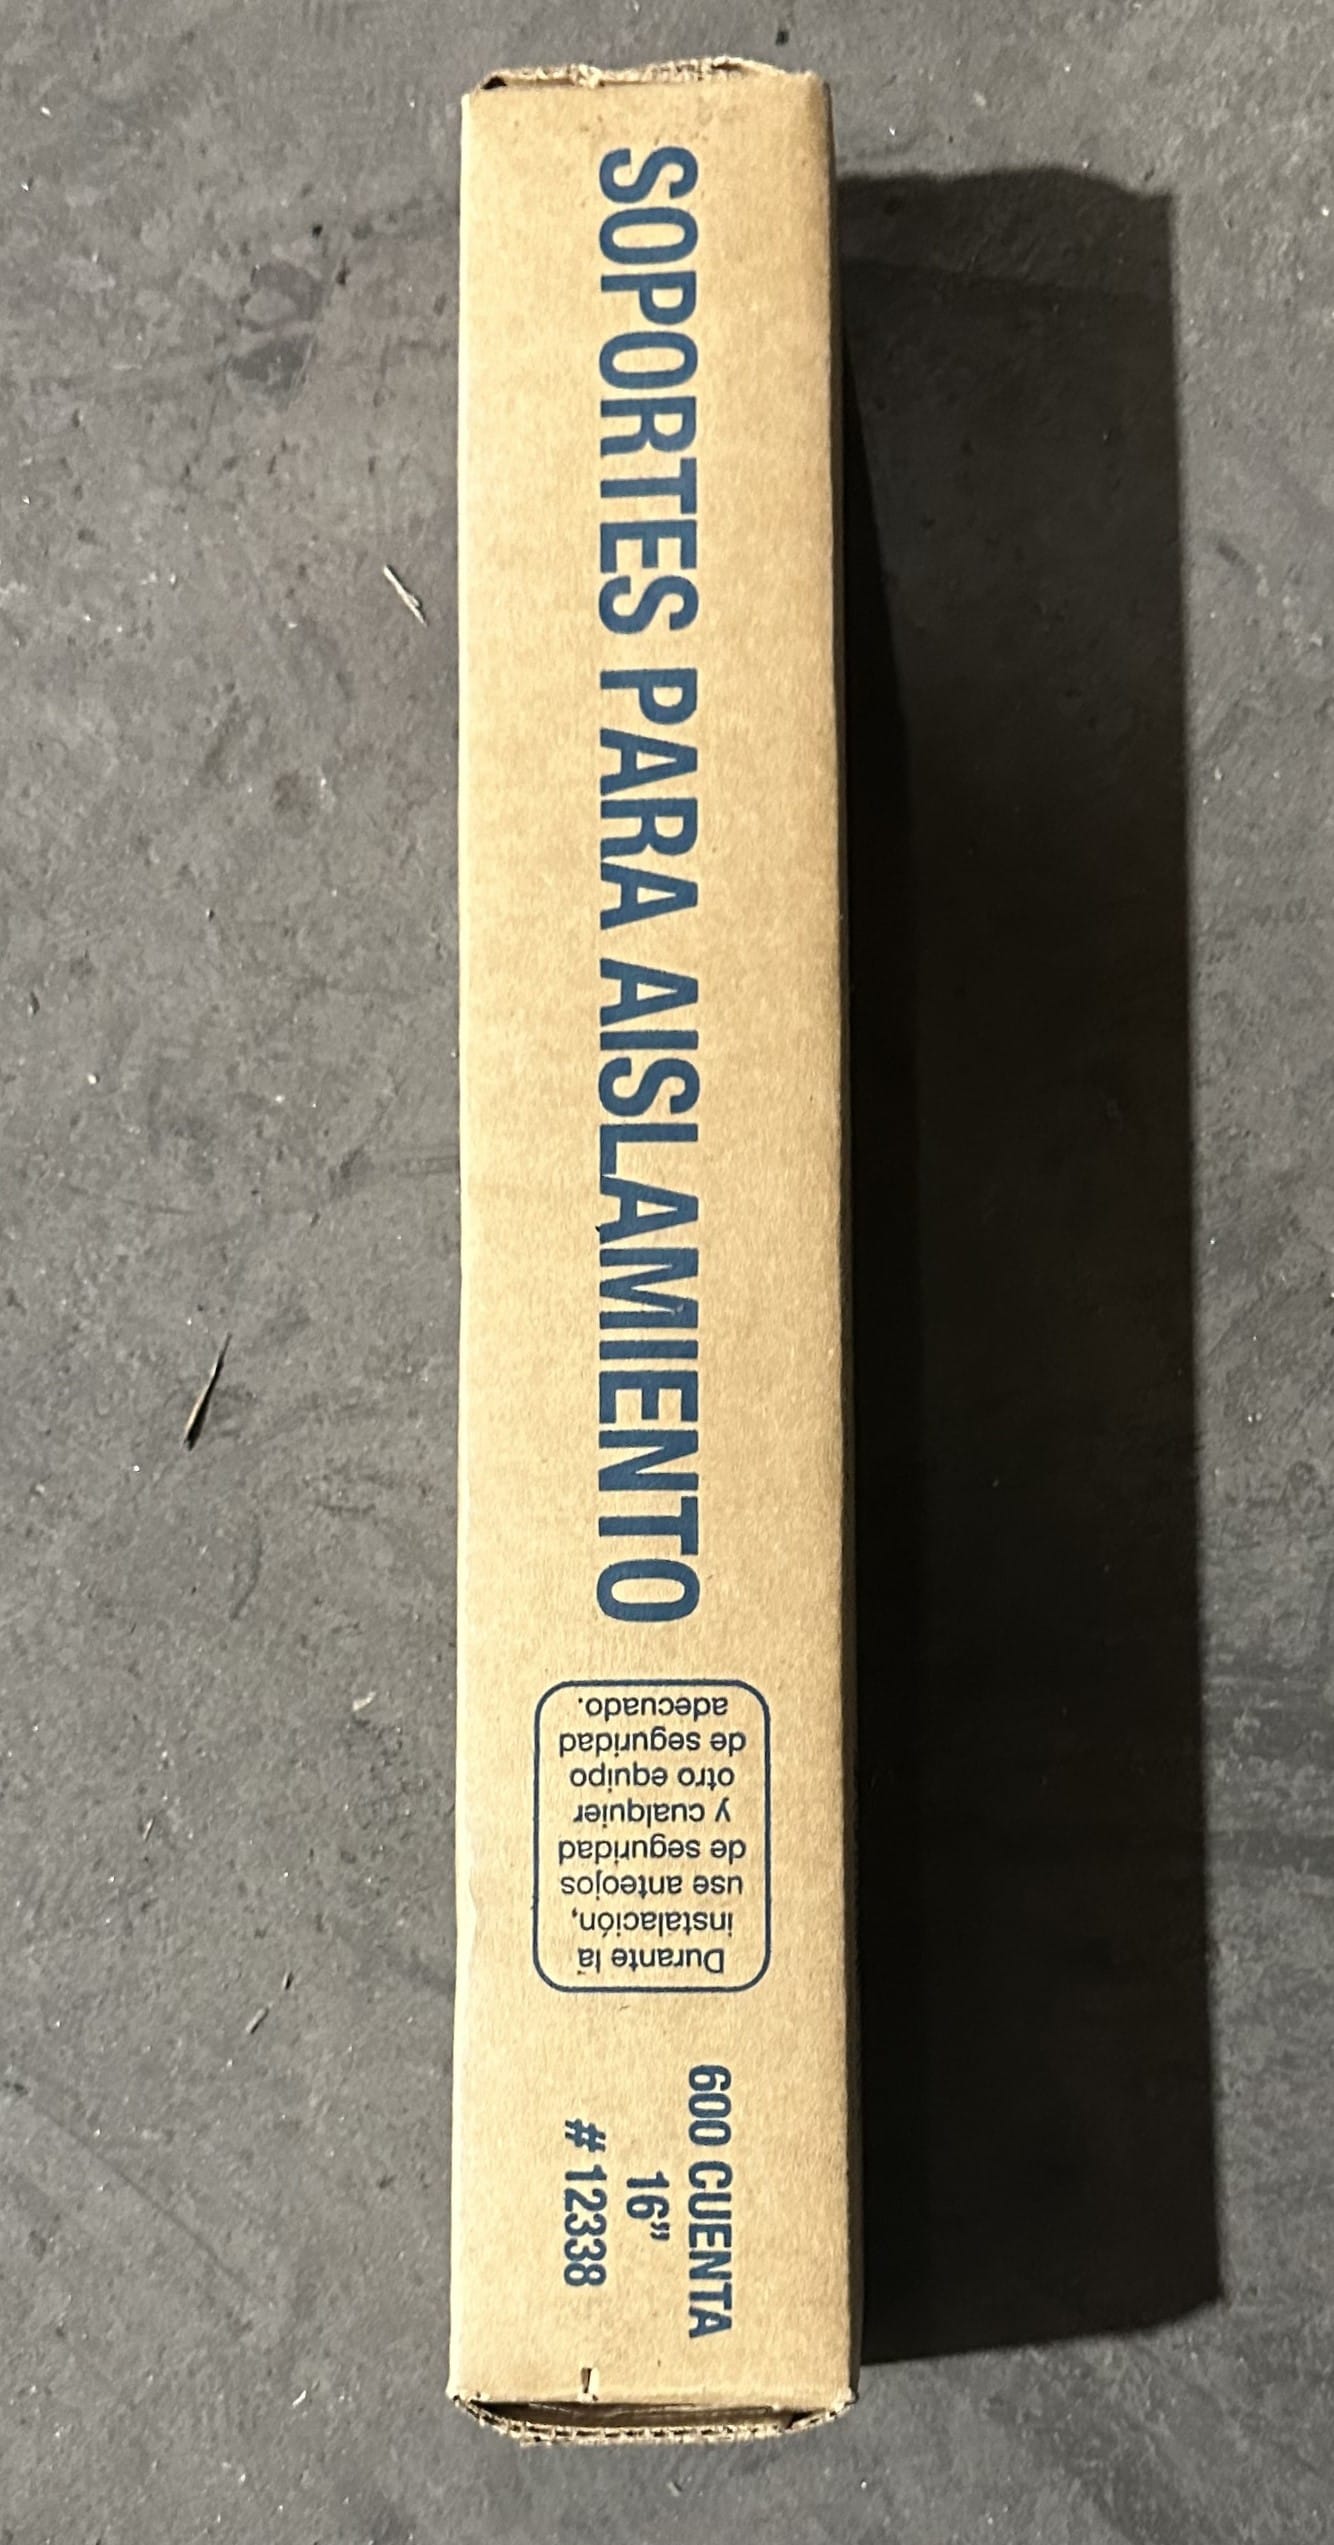 SOPORTES PARA AISLAMIENTO
Durante la
instalación,
use anteojos
de seguridad
y cualquier
otro equipo
de seguridad
adecuado.
600 CUENTA
16”
# 12338